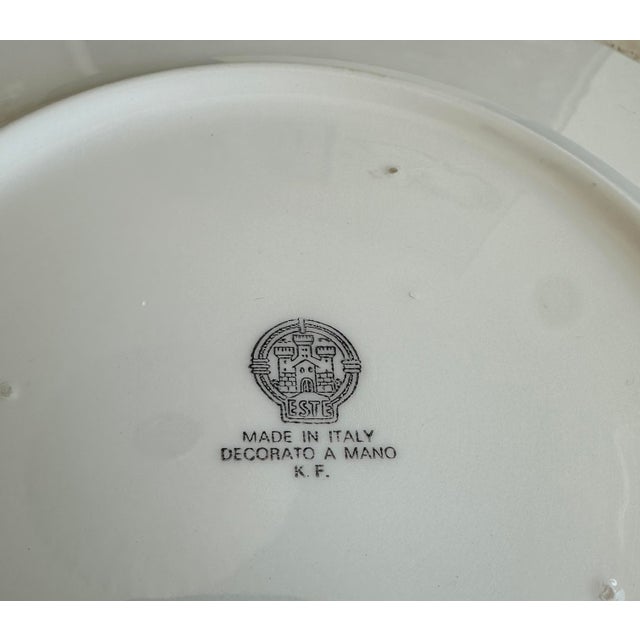 ESTE
MADE IN ITALY
DECORATO A MANO
K. F.